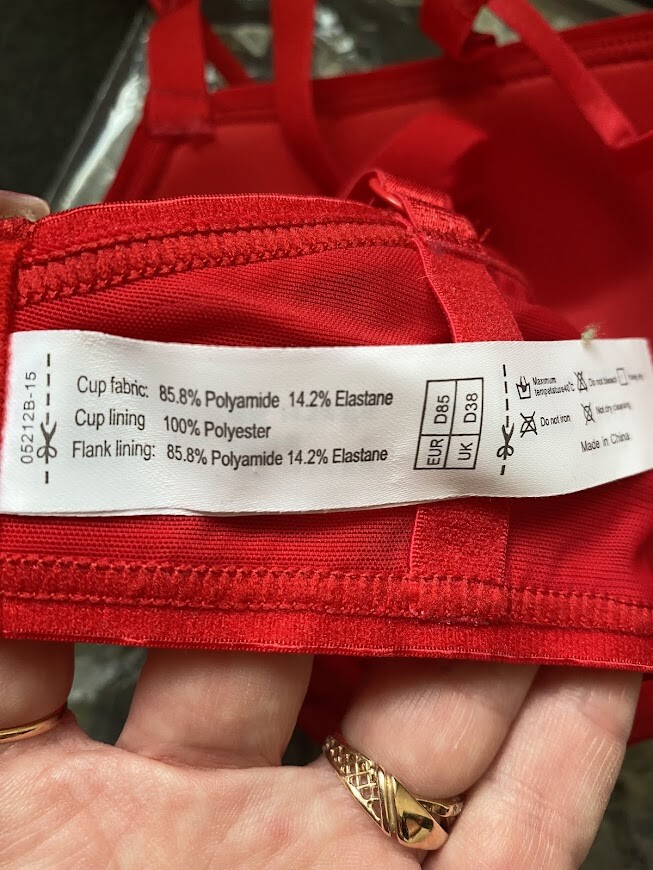 05212B-15
Cup fabric: 85.8% Polyamide 14.2% Elastane
Cup lining 100% Polyester
Flank lining: 85.8% Polyamide 14.2% Elastane
EUR D85
UK D38
Maximum
tempetature40℃
Do not bleach
Do not iron
Not dry cleaning
Made in China